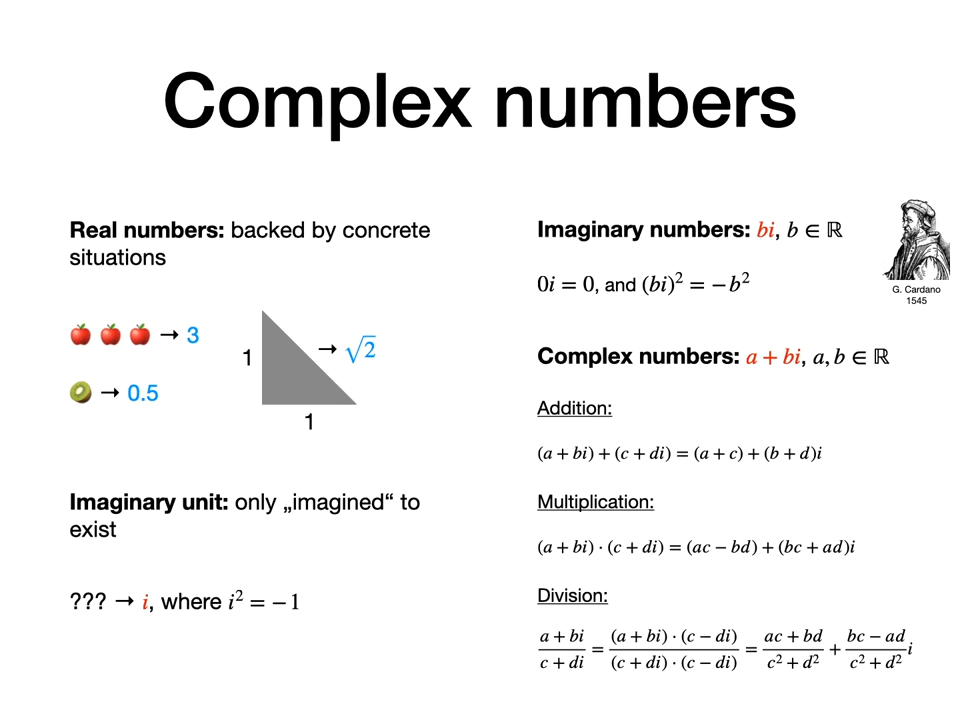 Complex numbers
Real numbers: backed by concrete
situations
→ 3
→ 0.5
1
→ √2
1
Imaginary unit: only „imagined“ to
exist
??? → i, where i² = −1
Imaginary numbers: bi, b ∈ ℝ
0i = 0, and (bi)² = −b²
G. Cardano
1545
Complex numbers: a + bi, a, b ∈ ℝ
Addition:
(a + bi) + (c + di) = (a + c) + (b + d)i
Multiplication:
(a + bi) · (c + di) = (ac − bd) + (bc + ad)i
Division:
(a + bi)/(c + di) = ((a + bi) · (c − di))/((c + di) · (c − di)) = (ac + bd)/(c² + d²) + (bc − ad)/(c² + d²) i